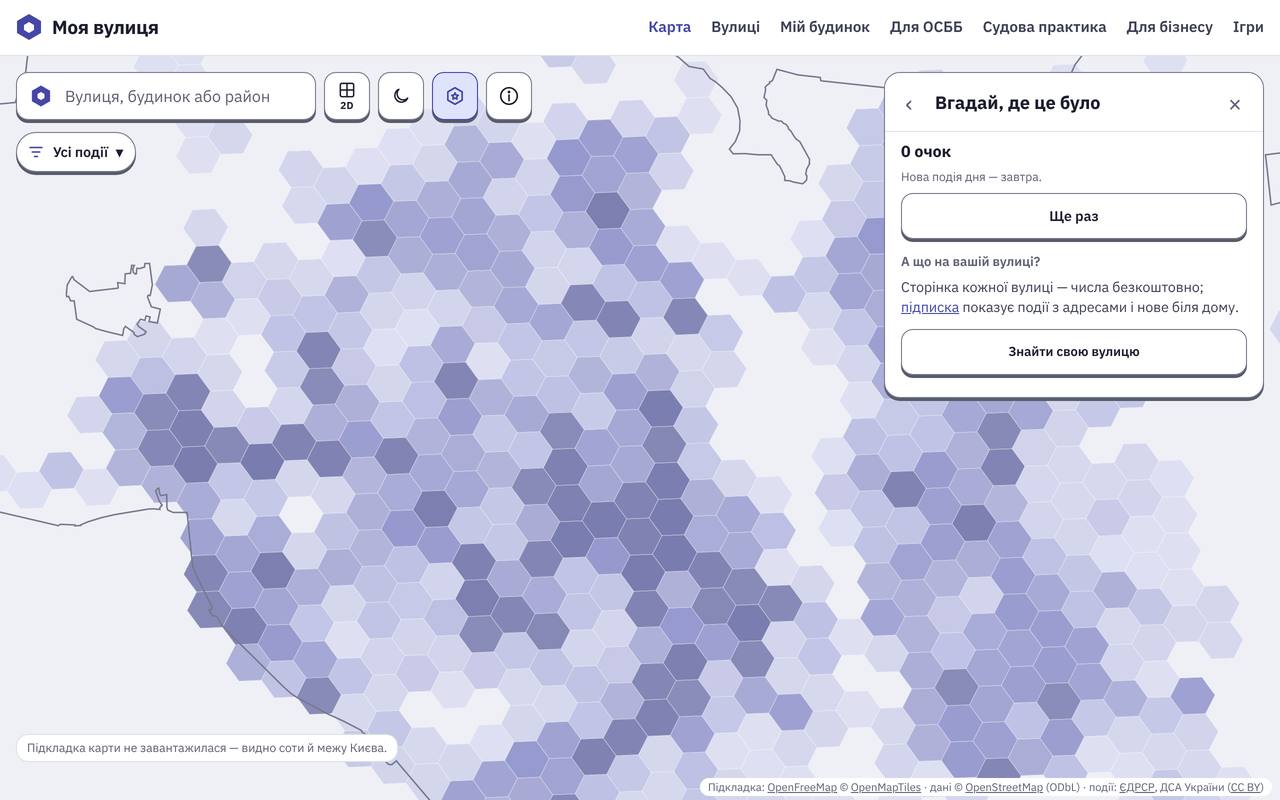 Моя вулиця
Карта Вулиці Мій будинок Для ОСББ Судова практика Для бізнесу Ігри
Вулиця, будинок або район
2D
Усі події ▾
Вгадай, де це було
0 очок
Нова подія дня — завтра.
Ще раз
А що на вашій вулиці?
Сторінка кожної вулиці — числа безкоштовно;
підписка показує події з адресами і нове біля дому.
Знайти свою вулицю
Підкладка карти не завантажилася — видно соти й межу Києва.
Підкладка: OpenFreeMap © OpenMapTiles · дані © OpenStreetMap (ODbL) · події: ЄДРСР, ДСА України (CC BY)